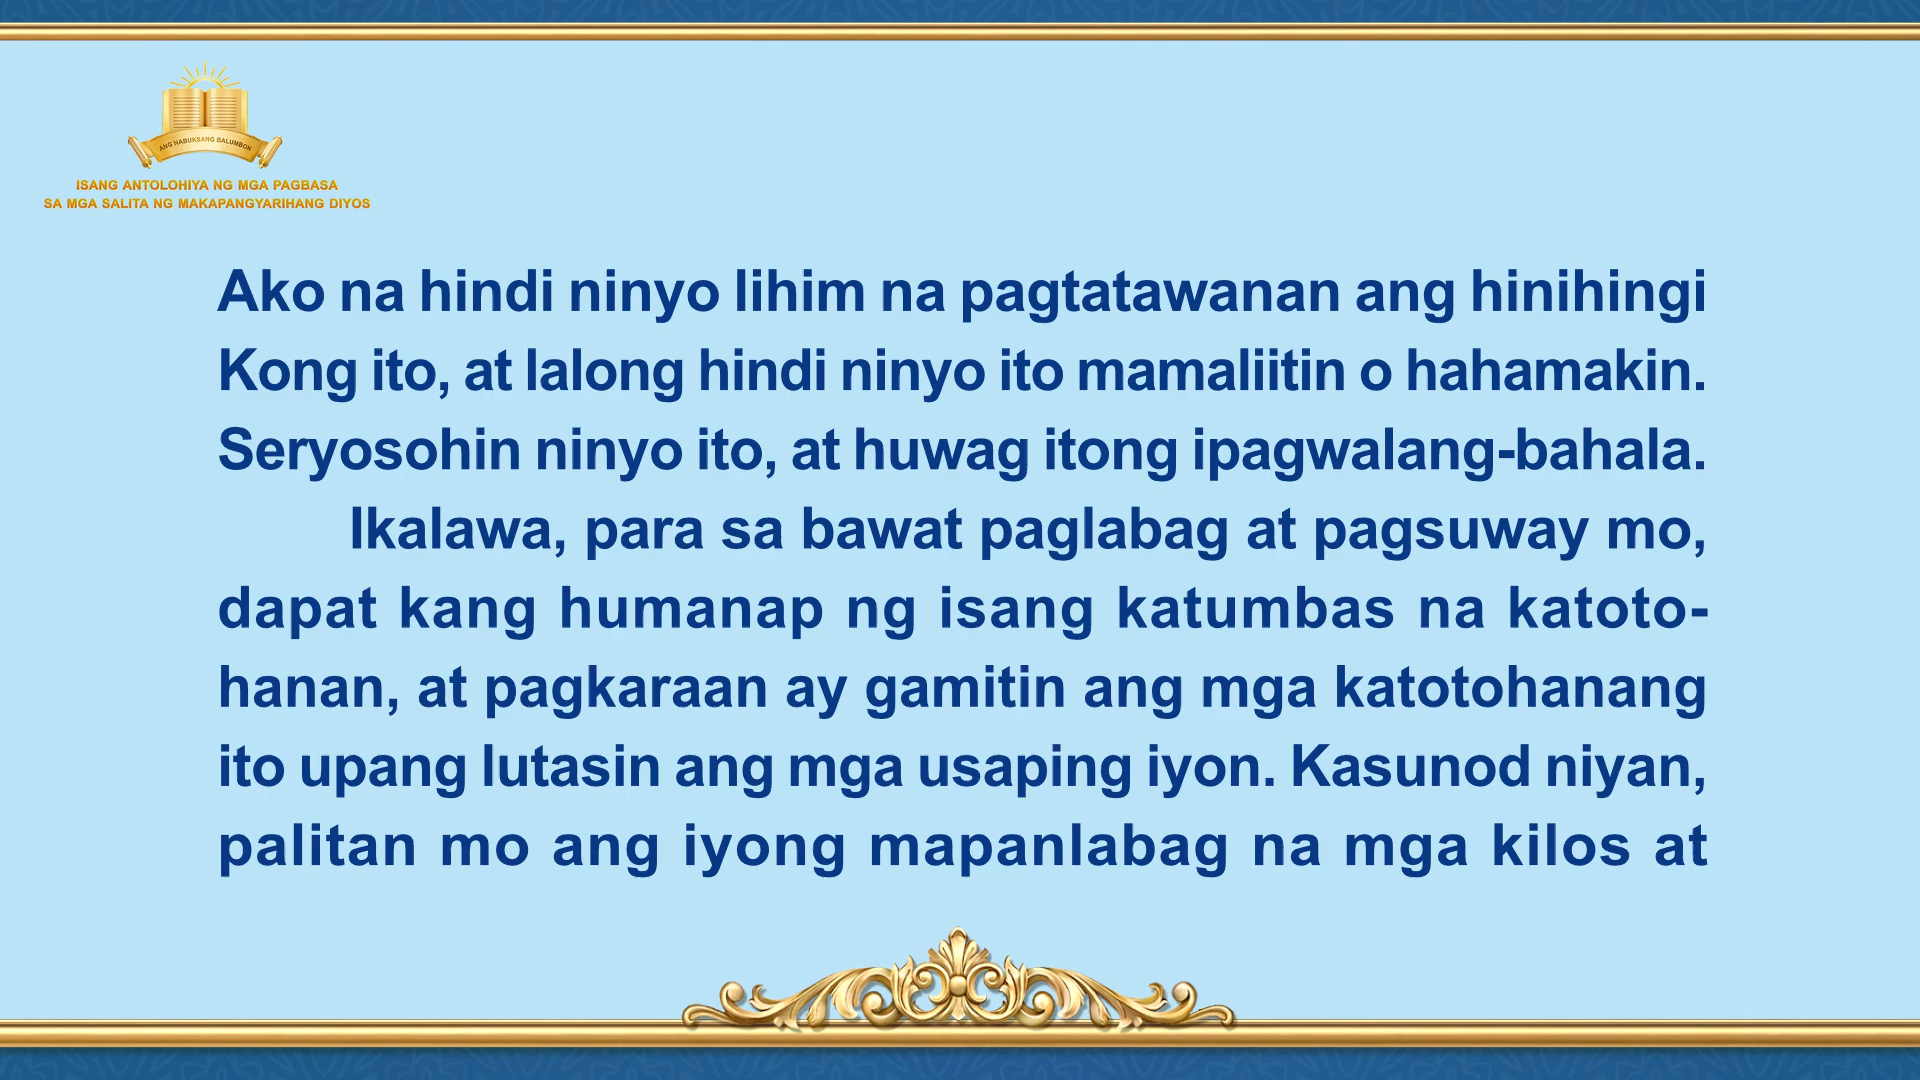 ANG NABUKSANG BALUMBON
ISANG ANTOLOHIYA NG MGA PAGBASA
SA MGA SALITA NG MAKAPANGYARIHANG DIYOS
Ako na hindi ninyo lihim na pagtatawanan ang hinihingi
Kong ito, at lalong hindi ninyo ito mamaliitin o hahamakin.
Seryosohin ninyo ito, at huwag itong ipagwalang-bahala.
Ikalawa, para sa bawat paglabag at pagsuway mo,
dapat kang humanap ng isang katumbas na katoto-
hanan, at pagkaraan ay gamitin ang mga katotohanang
ito upang lutasin ang mga usaping iyon. Kasunod niyan,
palitan mo ang iyong mapanlabag na mga kilos at